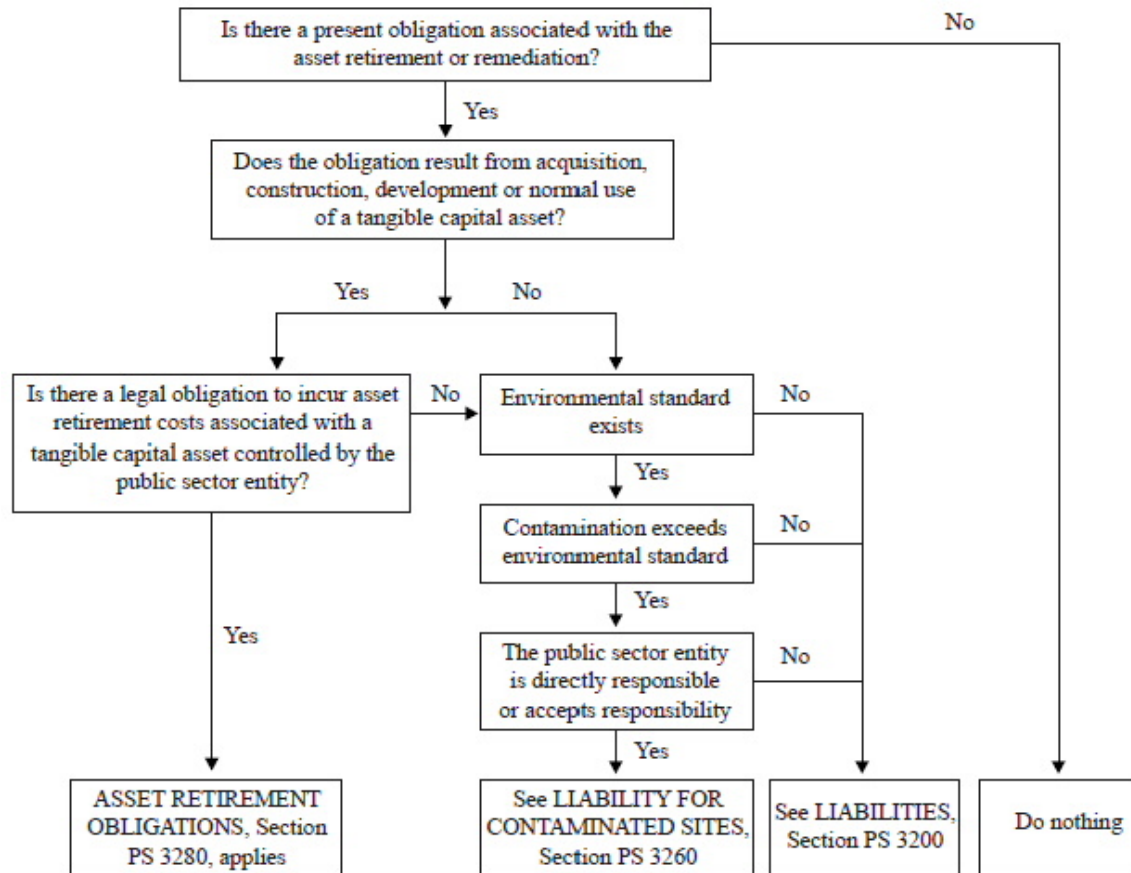 Is there a present obligation associated with the
asset retirement or remediation?
No
Yes
Does the obligation result from acquisition,
construction, development or normal use
of a tangible capital asset?
Yes
No
Is there a legal obligation to incur asset
retirement costs associated with a
tangible capital asset controlled by the
public sector entity?
No
Environmental standard
exists
No
Yes
Contamination exceeds
environmental standard
No
Yes
Yes
The public sector entity
is directly responsible
or accepts responsibility
No
Yes
ASSET RETIREMENT
OBLIGATIONS, Section
PS 3280, applies
See LIABILITY FOR
CONTAMINATED SITES,
Section PS 3260
See LIABILITIES,
Section PS 3200
Do nothing